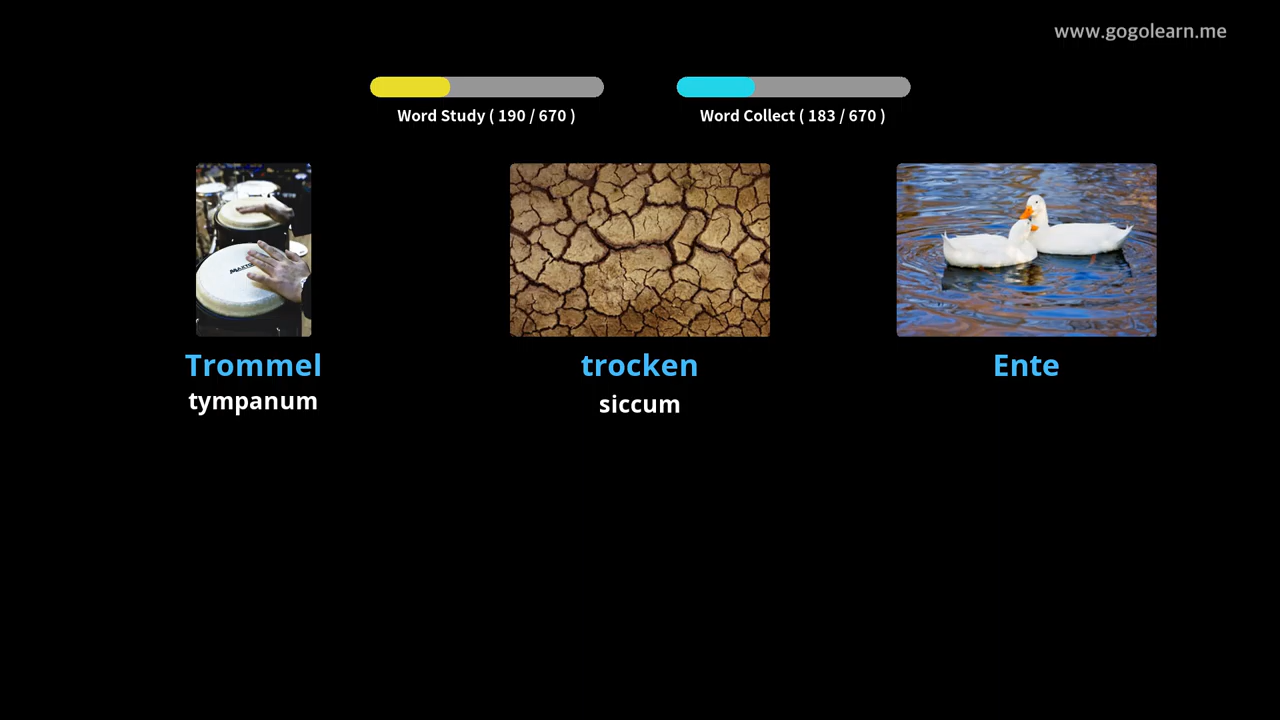 www.gogolearn.me
Word Study ( 190 / 670 )
Word Collect ( 183 / 670 )
Trommel
trocken
Ente
tympanum
siccum